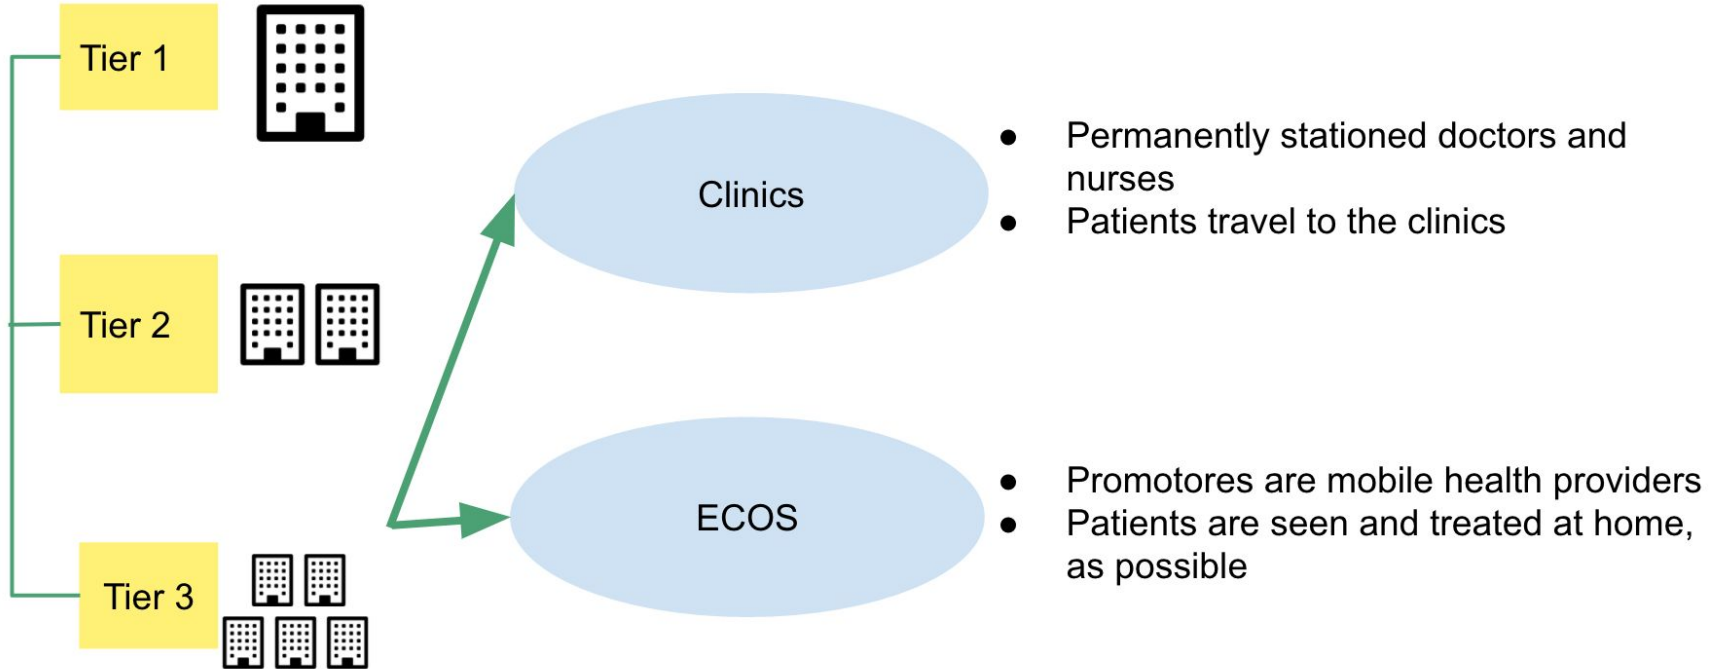 Tier 1
Tier 2
Tier 3
Clinics
● Permanently stationed doctors and
nurses
● Patients travel to the clinics
ECOS
● Promotores are mobile health providers
● Patients are seen and treated at home,
as possible